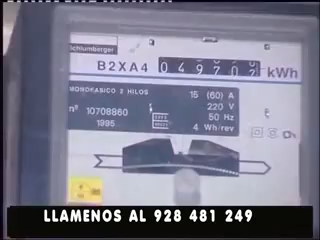 Schlumberger
B2XA4 049702 kWh
MONOFASICO 2 HILOS 15 (60) A
220 V
nº 10708860 50 Hz
1995 4 Wh/rev
LLAMENOS AL 928 481 249